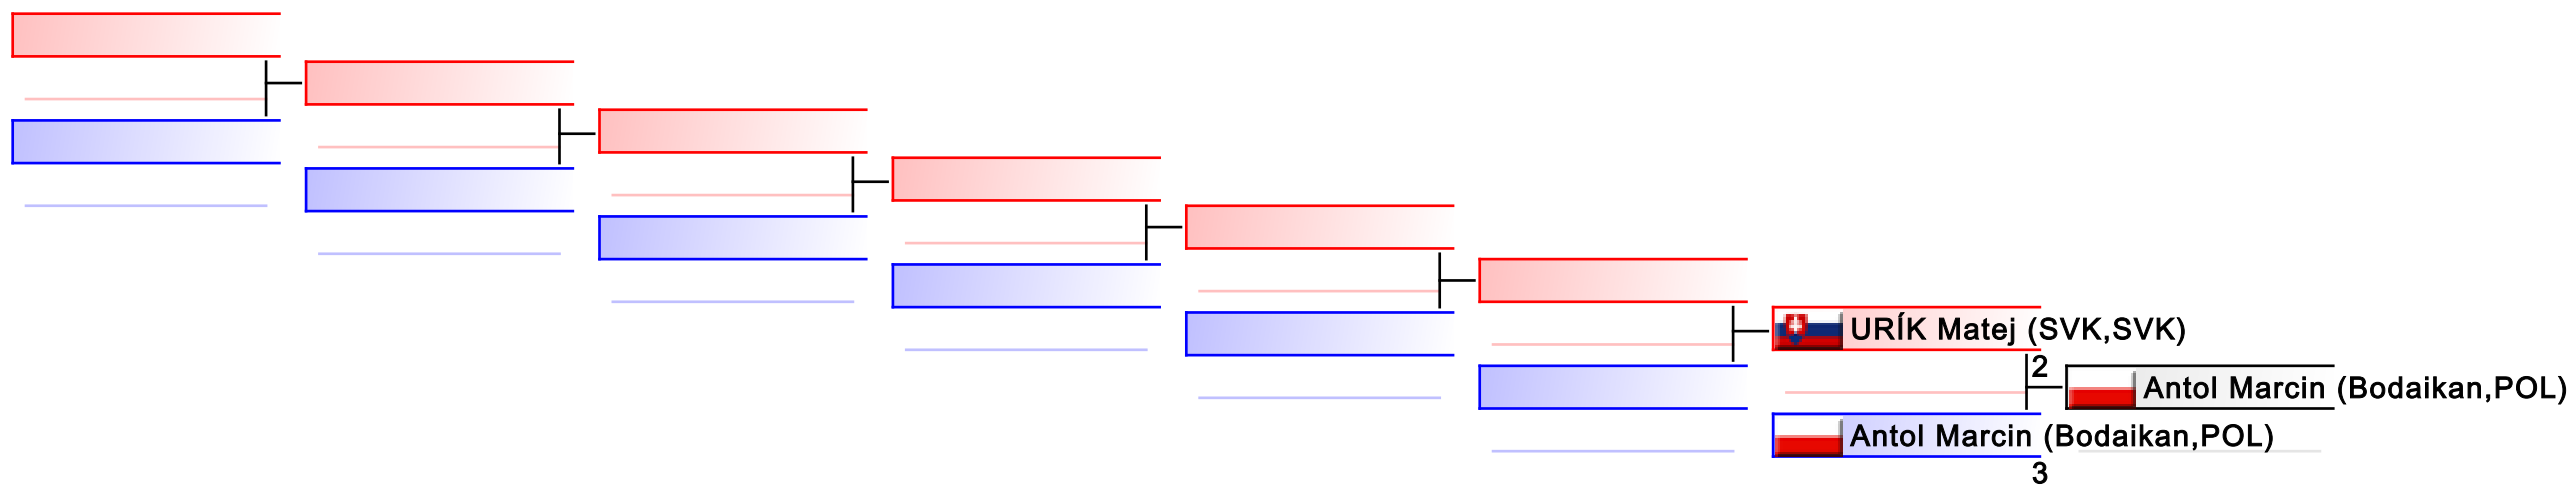 URÍK Matej (SVK,SVK)
2
Antol Marcin (Bodaikan,POL)
Antol Marcin (Bodaikan,POL)
3